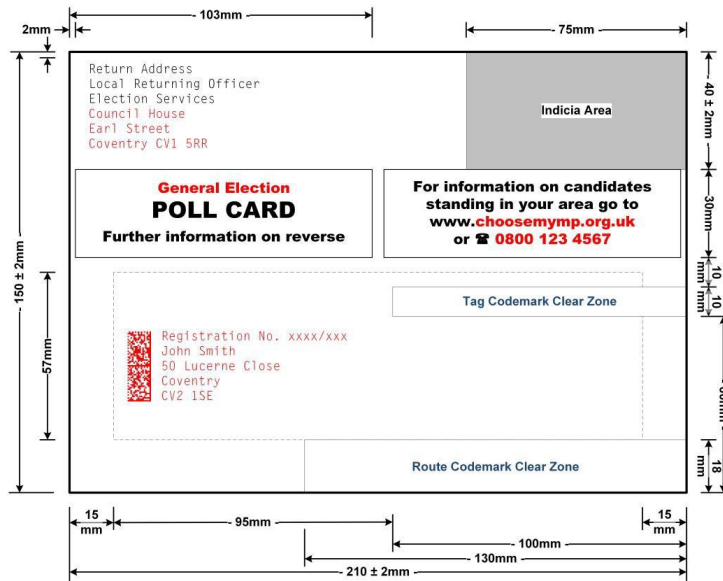 103mm
2mm
75mm
Return Address
Local Returning Officer
Election Services
Council House
Earl Street
Coventry CV1 5RR
Indicia Area
40 ± 2mm
General Election
POLL CARD
Further information on reverse
For information on candidates
standing in your area go to
www.choosemymp.org.uk
or ☎ 0800 123 4567
30mm
10
mm
10
mm
150 ± 2mm
Tag Codemark Clear Zone
57mm
Registration No. xxxx/xxx
John Smith
50 Lucerne Close
Coventry
CV2 1SE
Route Codemark Clear Zone
18
mm
15
mm
95mm
15
mm
100mm
130mm
210 ± 2mm